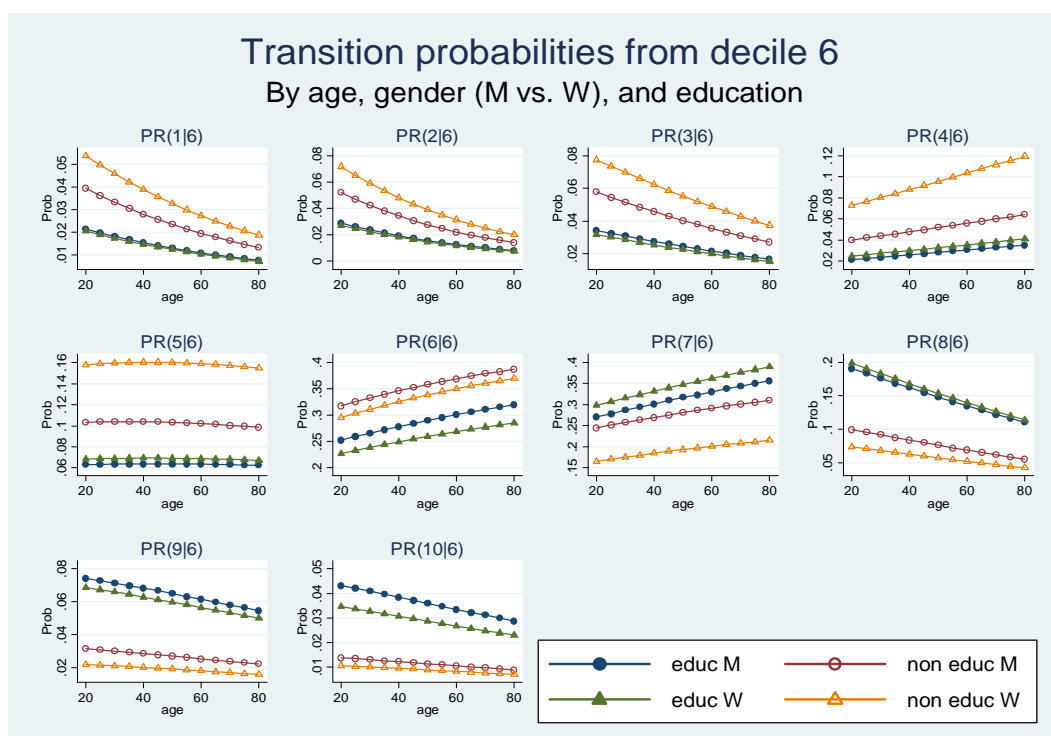 Transition probabilities from decile 6
By age, gender (M vs. W), and education
PR(1|6)
Prob
.01 .02 .03 .04 .05
20 40 60 80
age
PR(2|6)
Prob
0 .02 .04 .06 .08
20 40 60 80
age
PR(3|6)
Prob
.02 .04 .06 .08
20 40 60 80
age
PR(4|6)
Prob
.02 .04 .06 .08 .1 .12
20 40 60 80
age
PR(5|6)
Prob
.06 .08 .1 .12 .14 .16
20 40 60 80
age
PR(6|6)
Prob
.2 .25 .3 .35 .4
20 40 60 80
age
PR(7|6)
Prob
.15 .2 .25 .3 .35 .4
20 40 60 80
age
PR(8|6)
Prob
.05 .1 .15 .2
20 40 60 80
age
PR(9|6)
Prob
.02 .04 .06 .08
20 40 60 80
age
PR(10|6)
Prob
.01 .02 .03 .04 .05
20 40 60 80
age
educ M non educ M
educ W non educ W